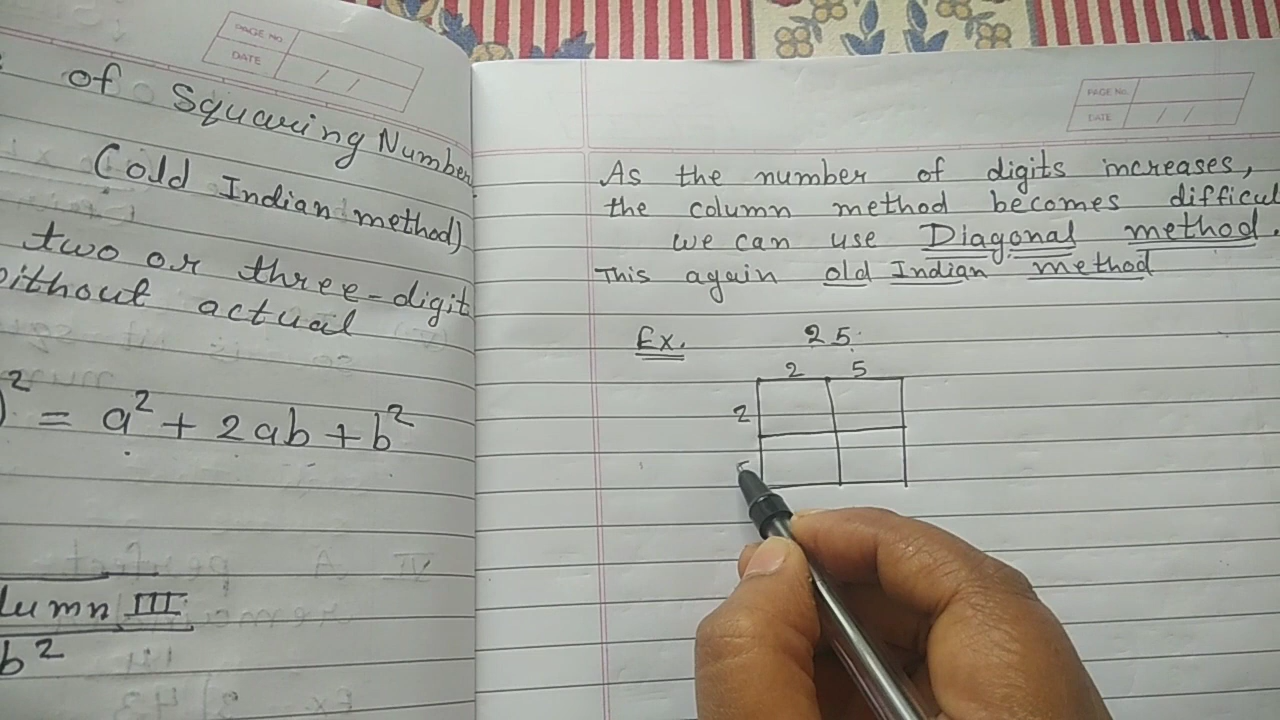 PAGE No.
DATE / /
of Squaring Number
(old Indian method)
two or three-digit
without actual
² = a² + 2ab + b²
lumn III
b²
PAGE No.
DATE / /
As the number of digits increases,
the column method becomes difficul
we can use Diagonal method.
This again old Indian method
Ex. 25.
2 5
2
5